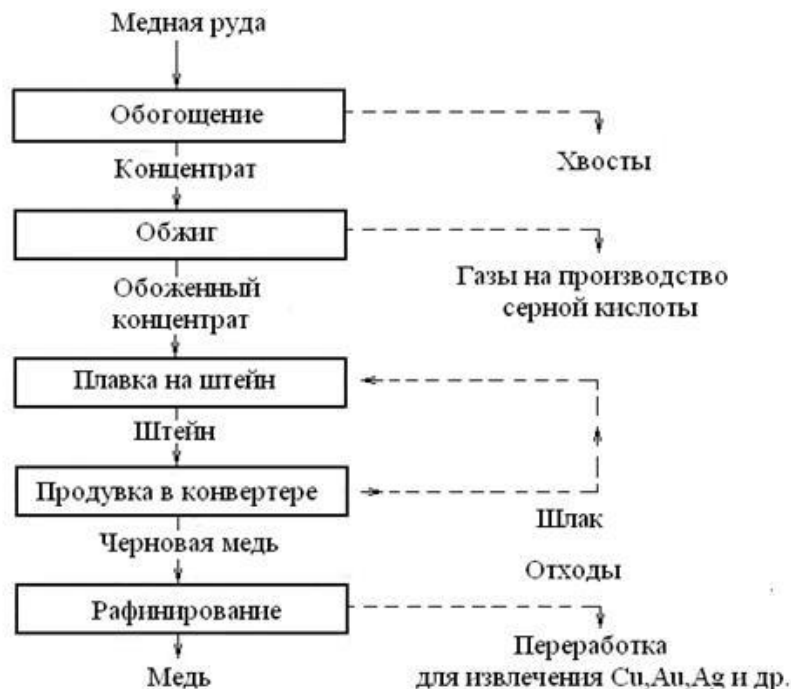 Медная руда
Обогощение
Хвосты
Концентрат
Обжиг
Газы на производство
серной кислоты
Обоженный
концентрат
Плавка на штейн
Штейн
Продувка в конвертере
Шлак
Черновая медь
Отходы
Рафинирование
Переработка
для извлечения Cu,Au,Ag и др.
Медь